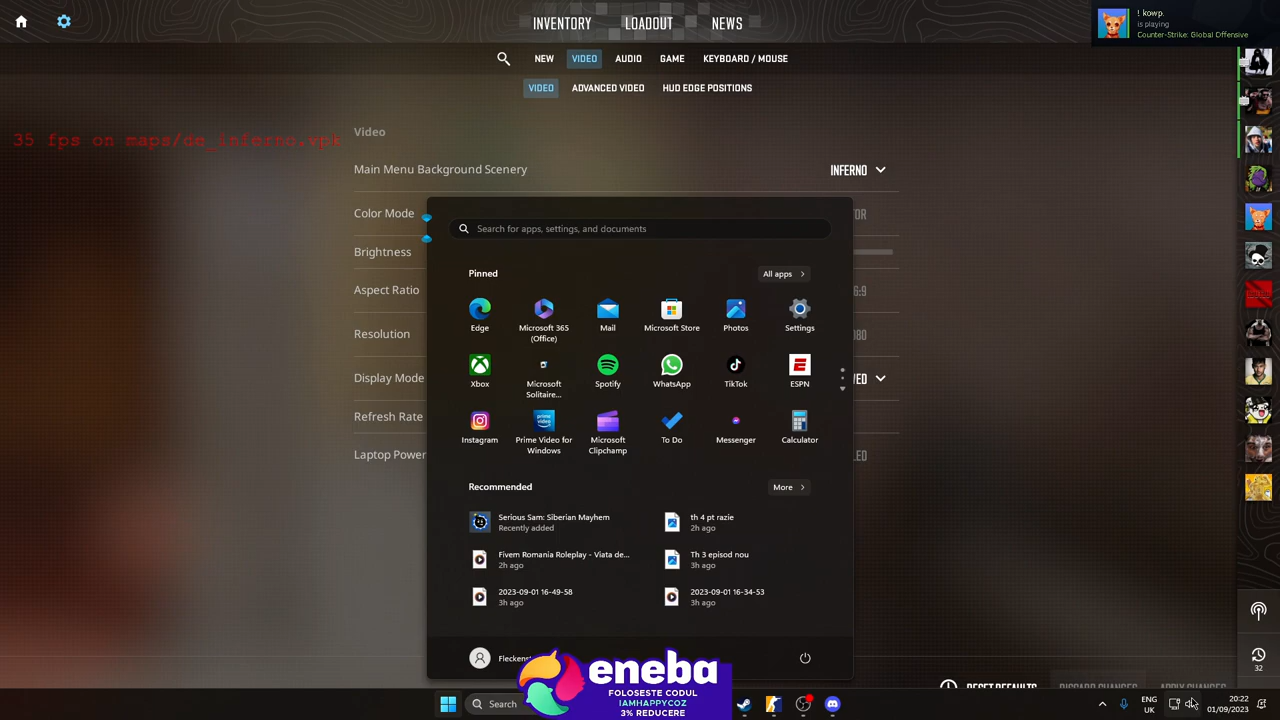 INVENTORY LOADOUT NEWS
! kowp.
is playing
Counter-Strike: Global Offensive
NEW VIDEO AUDIO GAME KEYBOARD / MOUSE
VIDEO ADVANCED VIDEO HUD EDGE POSITIONS
35 fps on maps/de_inferno.vpk
Video
Main Menu Background Scenery INFERNO
Color Mode
Brightness
Aspect Ratio
Resolution
Display Mode
Refresh Rate
Laptop Power
Search for apps, settings, and documents
Pinned All apps
Edge Microsoft 365 (Office) Mail Microsoft Store Photos Settings
Xbox Microsoft Solitaire... Spotify WhatsApp TikTok ESPN
Instagram Prime Video for Windows Microsoft Clipchamp To Do Messenger Calculator
Recommended More
Serious Sam: Siberian Mayhem
Recently added
th 4 pt razie
2h ago
Fivem Romania Roleplay - Viata de...
2h ago
Th 3 episod nou
3h ago
2023-09-01 16-49-58
3h ago
2023-09-01 16-34-53
3h ago
eneba
FOLOSESTE CODUL
IAMHAPPYCOZ
3% REDUCERE
RESET DEFAULTS DISCARD CHANGES APPLY CHANGES
32
Search
ENG
UK
20:22
01/09/2023